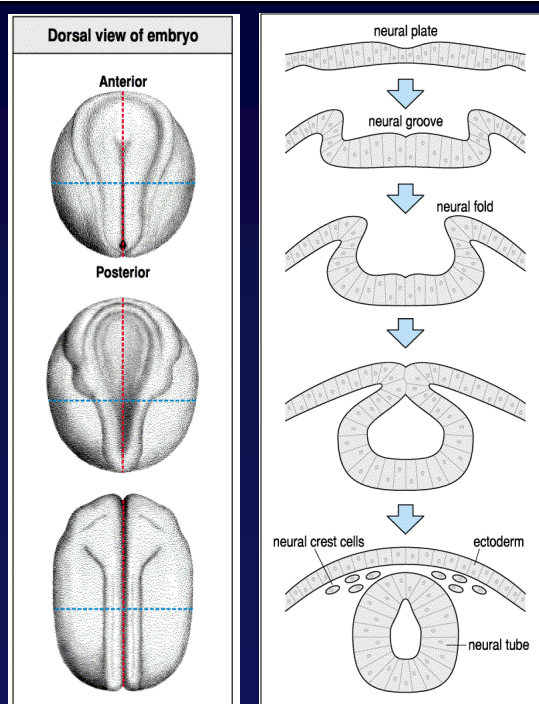 Dorsal view of embryo
Anterior
Posterior
neural plate
neural groove
neural fold
neural crest cells
ectoderm
neural tube